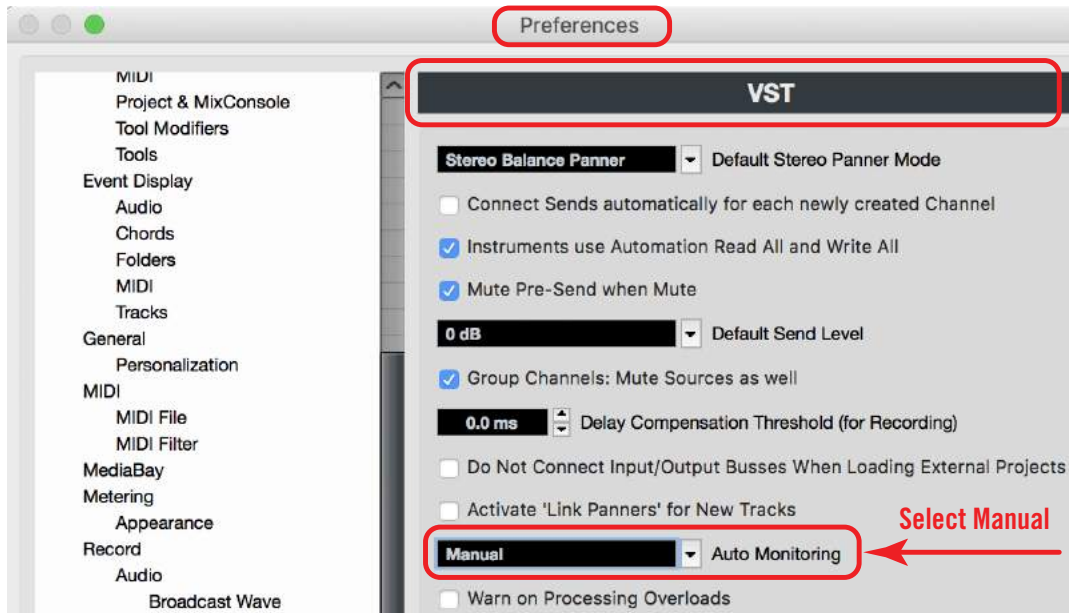 Preferences
MIDI
Project & MixConsole
Tool Modifiers
Tools
Event Display
Audio
Chords
Folders
MIDI
Tracks
General
Personalization
MIDI
MIDI File
MIDI Filter
MediaBay
Metering
Appearance
Record
Audio
Broadcast Wave
VST
Stereo Balance Panner Default Stereo Panner Mode
Connect Sends automatically for each newly created Channel
Instruments use Automation Read All and Write All
Mute Pre-Send when Mute
0 dB Default Send Level
Group Channels: Mute Sources as well
0.0 ms Delay Compensation Threshold (for Recording)
Do Not Connect Input/Output Busses When Loading External Projects
Activate 'Link Panners' for New Tracks
Select Manual
Manual Auto Monitoring
Warn on Processing Overloads